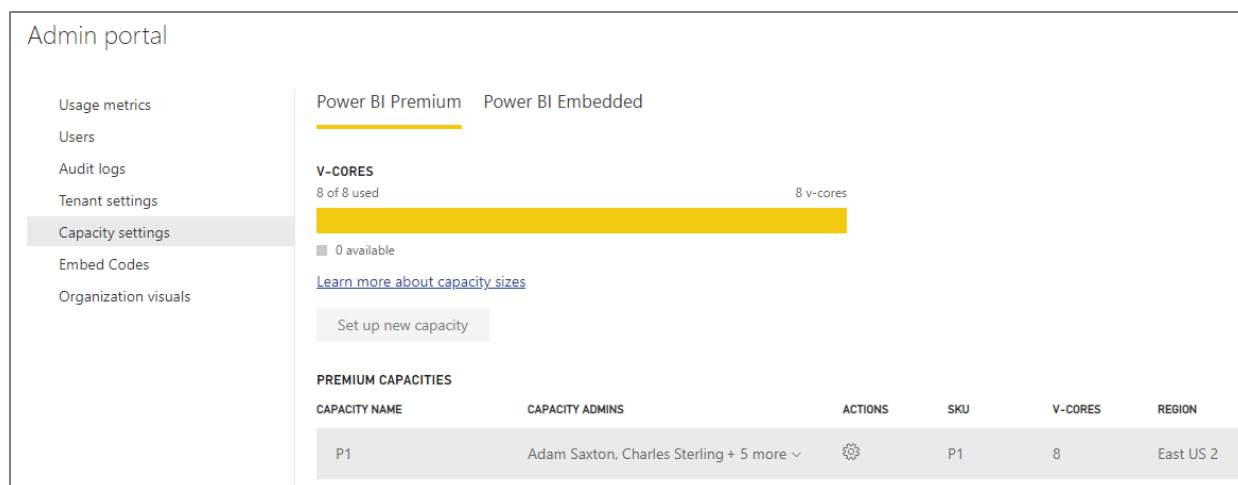 Admin portal
Usage metrics
Users
Audit logs
Tenant settings
Capacity settings
Embed Codes
Organization visuals
Power BI Premium Power BI Embedded
V-CORES
8 of 8 used 8 v-cores
0 available
Learn more about capacity sizes
Set up new capacity
PREMIUM CAPACITIES
CAPACITY NAME CAPACITY ADMINS ACTIONS SKU V-CORES REGION
P1 Adam Saxton, Charles Sterling + 5 more P1 8 East US 2